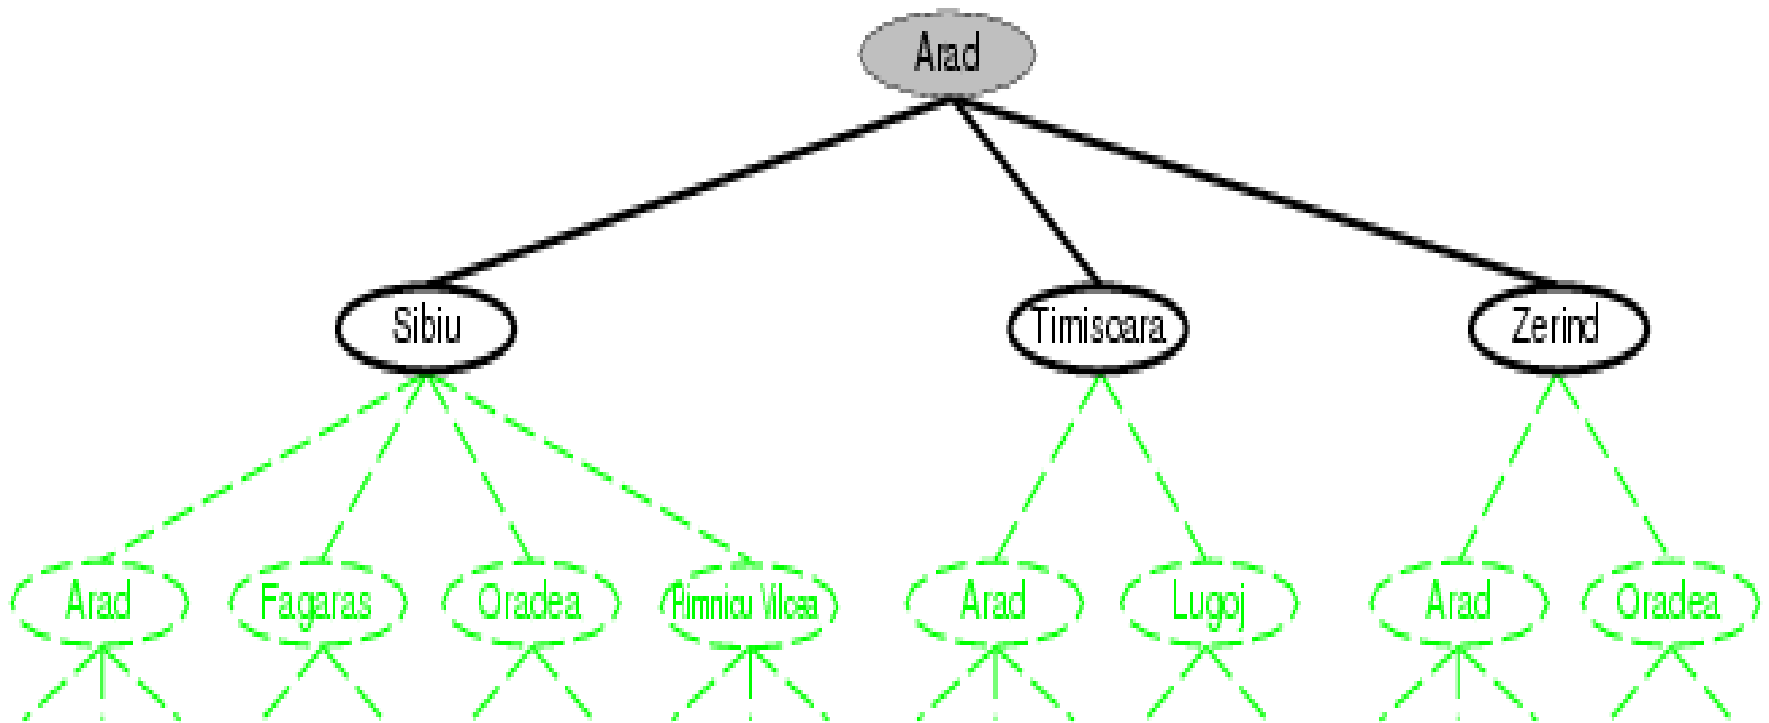 Arad
Sibiu
Timisoara
Zerind
Arad
Fagaras
Oradea
Rimnicu Vilcea
Arad
Lugoj
Arad
Oradea